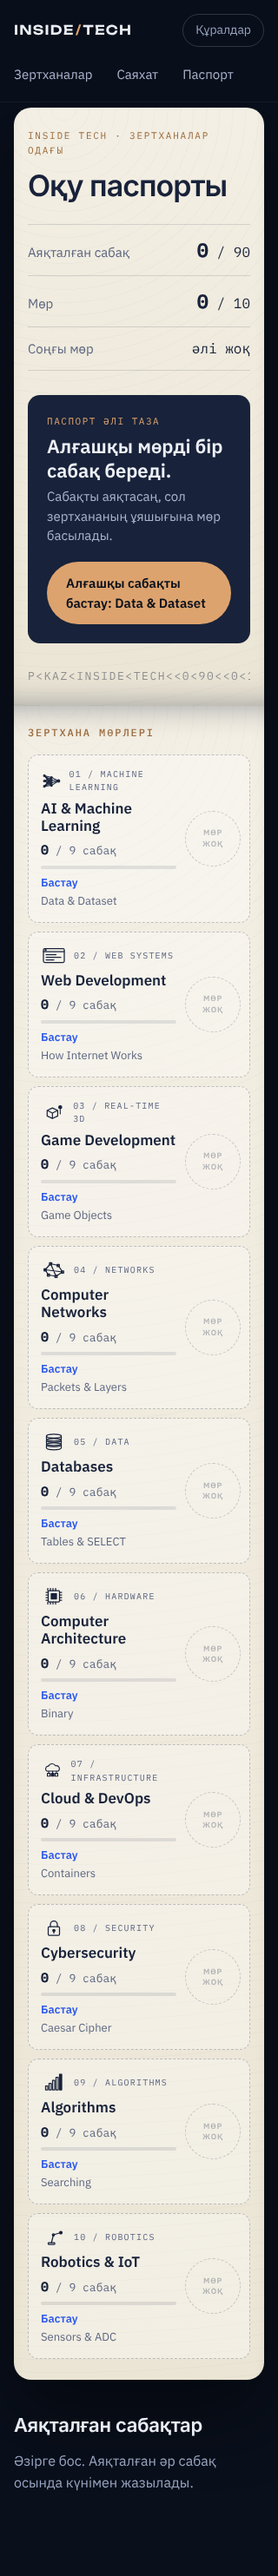 INSIDE/TECH
Құралдар
Зертханалар Саяхат Паспорт
INSIDE TECH · ЗЕРТХАНАЛАР
ОДАҒЫ
Оқу паспорты
Аяқталған сабақ 0 / 90
Мөр 0 / 10
Соңғы мөр әлі жоқ
ПАСПОРТ ӘЛІ ТАЗА
Алғашқы мөрді бір
сабақ береді.
Сабақты аяқтасаң, сол
зертхананың ұяшығына мөр
басылады.
Алғашқы сабақты
бастау: Data & Dataset
P<KAZ<INSIDE<TECH<<0<90<<0<1
ЗЕРТХАНА МӨРЛЕРІ
01 / MACHINE
LEARNING
AI & Machine
Learning
0 / 9 сабақ
МӨР
ЖОҚ
Бастау
Data & Dataset
02 / WEB SYSTEMS
Web Development
0 / 9 сабақ
МӨР
ЖОҚ
Бастау
How Internet Works
03 / REAL-TIME
3D
Game Development
0 / 9 сабақ
МӨР
ЖОҚ
Бастау
Game Objects
04 / NETWORKS
Computer
Networks
0 / 9 сабақ
МӨР
ЖОҚ
Бастау
Packets & Layers
05 / DATA
Databases
0 / 9 сабақ
МӨР
ЖОҚ
Бастау
Tables & SELECT
06 / HARDWARE
Computer
Architecture
0 / 9 сабақ
МӨР
ЖОҚ
Бастау
Binary
07 /
INFRASTRUCTURE
Cloud & DevOps
0 / 9 сабақ
МӨР
ЖОҚ
Бастау
Containers
08 / SECURITY
Cybersecurity
0 / 9 сабақ
МӨР
ЖОҚ
Бастау
Caesar Cipher
09 / ALGORITHMS
Algorithms
0 / 9 сабақ
МӨР
ЖОҚ
Бастау
Searching
10 / ROBOTICS
Robotics & IoT
0 / 9 сабақ
МӨР
ЖОҚ
Бастау
Sensors & ADC
Аяқталған сабақтар
Әзірге бос. Аяқталған әр сабақ
осында күнімен жазылады.